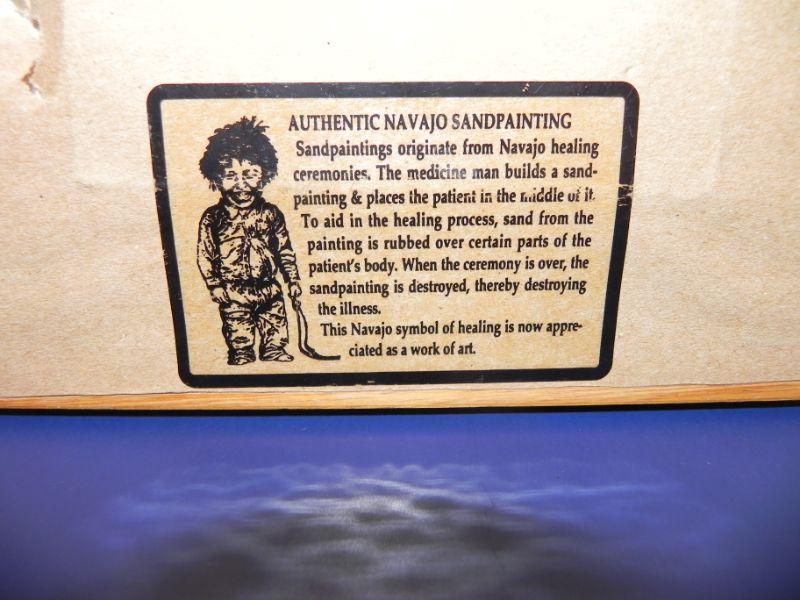 AUTHENTIC NAVAJO SANDPAINTING
Sandpaintings originate from Navajo healing
ceremonies. The medicine man builds a sand-
painting & places the patient in the middle of it.
To aid in the healing process, sand from the
painting is rubbed over certain parts of the
patient's body. When the ceremony is over, the
sandpainting is destroyed, thereby destroying
the illness.
This Navajo symbol of healing is now appre-
ciated as a work of art.